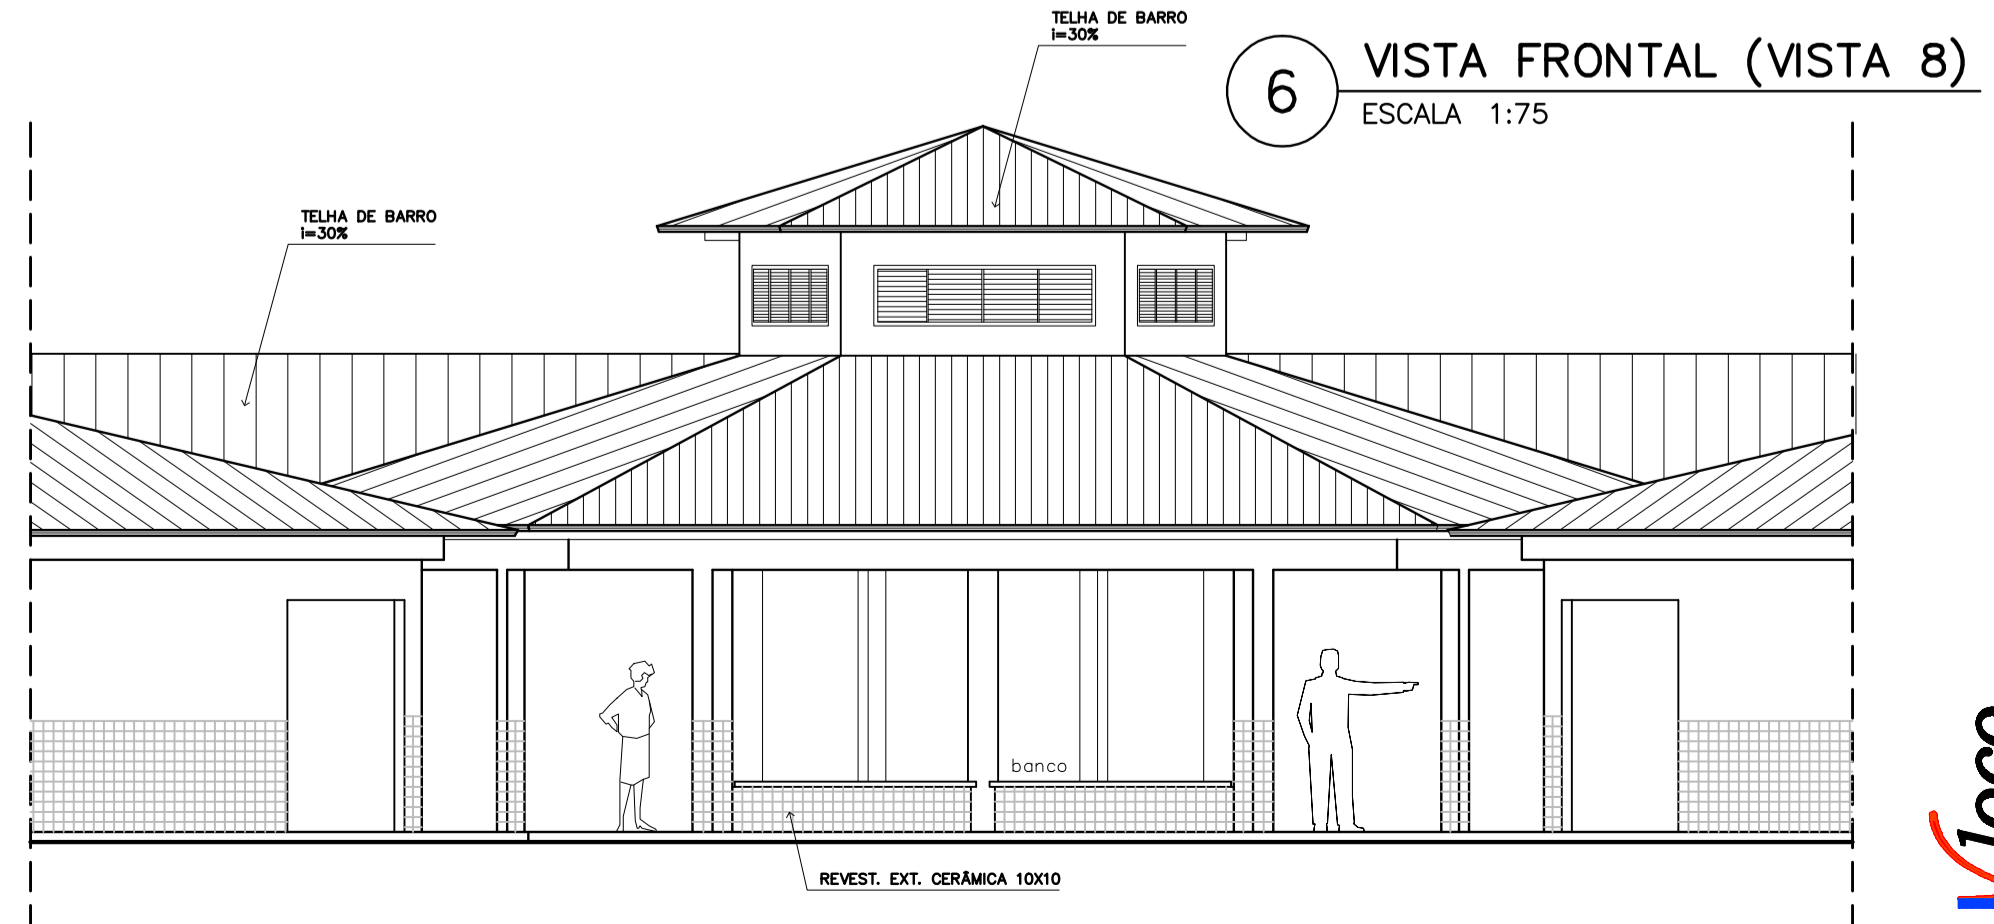 TELHA DE BARRO
i=30%
6
VISTA FRONTAL (VISTA 8)
ESCALA 1:75
TELHA DE BARRO
i=30%
banco
REVEST. EXT. CERÂMICA 10X10